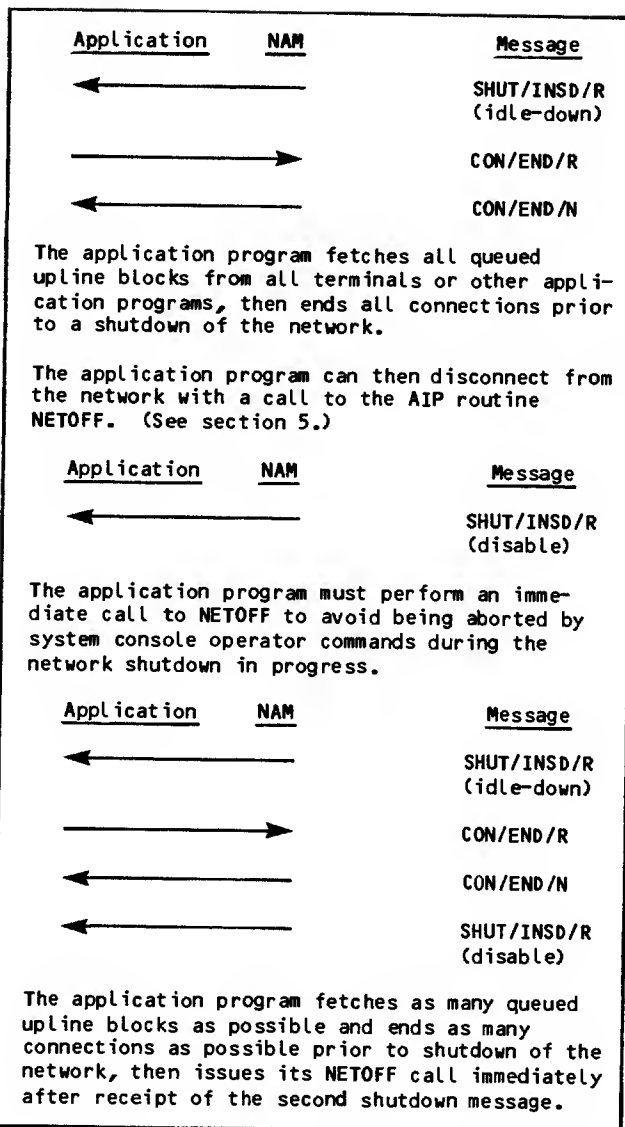 Application NAM Message
SHUT/INSD/R
(idle-down)
CON/END/R
CON/END/N
The application program fetches all queued
upline blocks from all terminals or other appli-
cation programs, then ends all connections prior
to a shutdown of the network.
The application program can then disconnect from
the network with a call to the AIP routine
NETOFF. (See section 5.)
Application NAM Message
SHUT/INSD/R
(disable)
The application program must perform an imme-
diate call to NETOFF to avoid being aborted by
system console operator commands during the
network shutdown in progress.
Application NAM Message
SHUT/INSD/R
(idle-down)
CON/END/R
CON/END/N
SHUT/INSD/R
(disable)
The application program fetches as many queued
upline blocks as possible and ends as many
connections as possible prior to shutdown of the
network, then issues its NETOFF call immediately
after receipt of the second shutdown message.